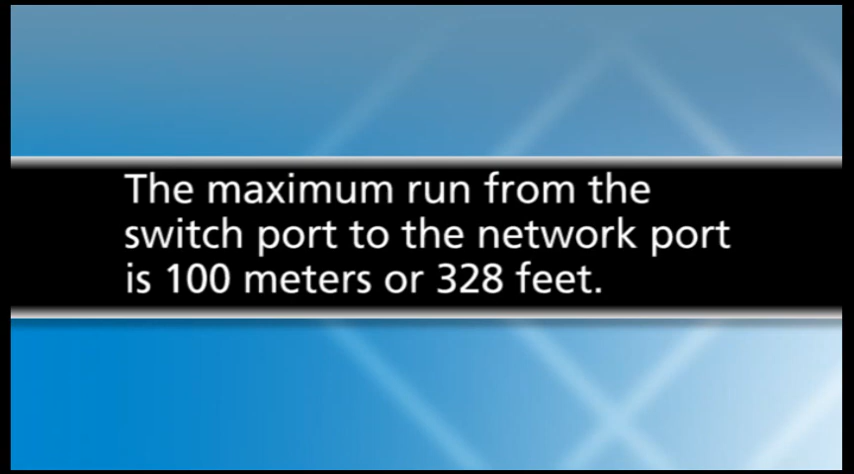 The maximum run from the
switch port to the network port
is 100 meters or 328 feet.